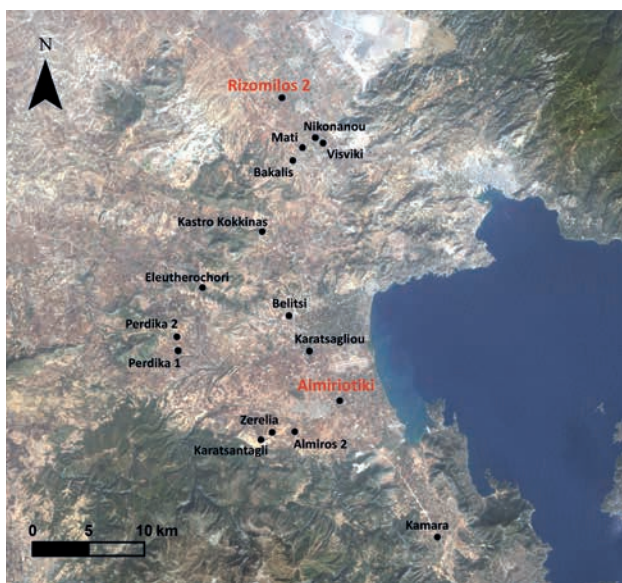 N
Rizomilos 2
Nikonanou
Mati
Visviki
Bakalis
Kastro Kokkinas
Eleutherochori
Belitsi
Perdika 2
Karatsagliou
Perdika 1
Almiriotiki
Zerelia
Almiros 2
Karatsantagli
Kamara
0 5 10 km